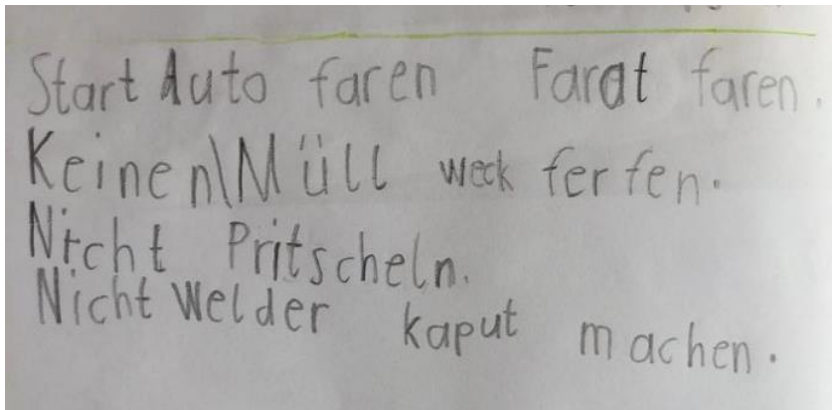 Start Auto faren Farat faren.
Keinen Müll weck ferfen.
Nicht Pritscheln.
Nicht Welder kaput machen.